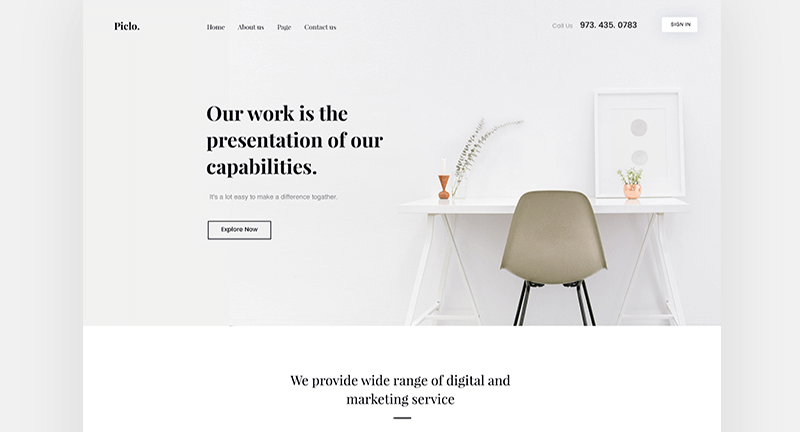 Piclo.
Home About us Page Contact us
Call Us 973. 435. 0783
SIGN IN
Our work is the
presentation of our
capabilities.
It's a lot easy to make a difference togather.
Explore Now
We provide wide range of digital and
marketing service